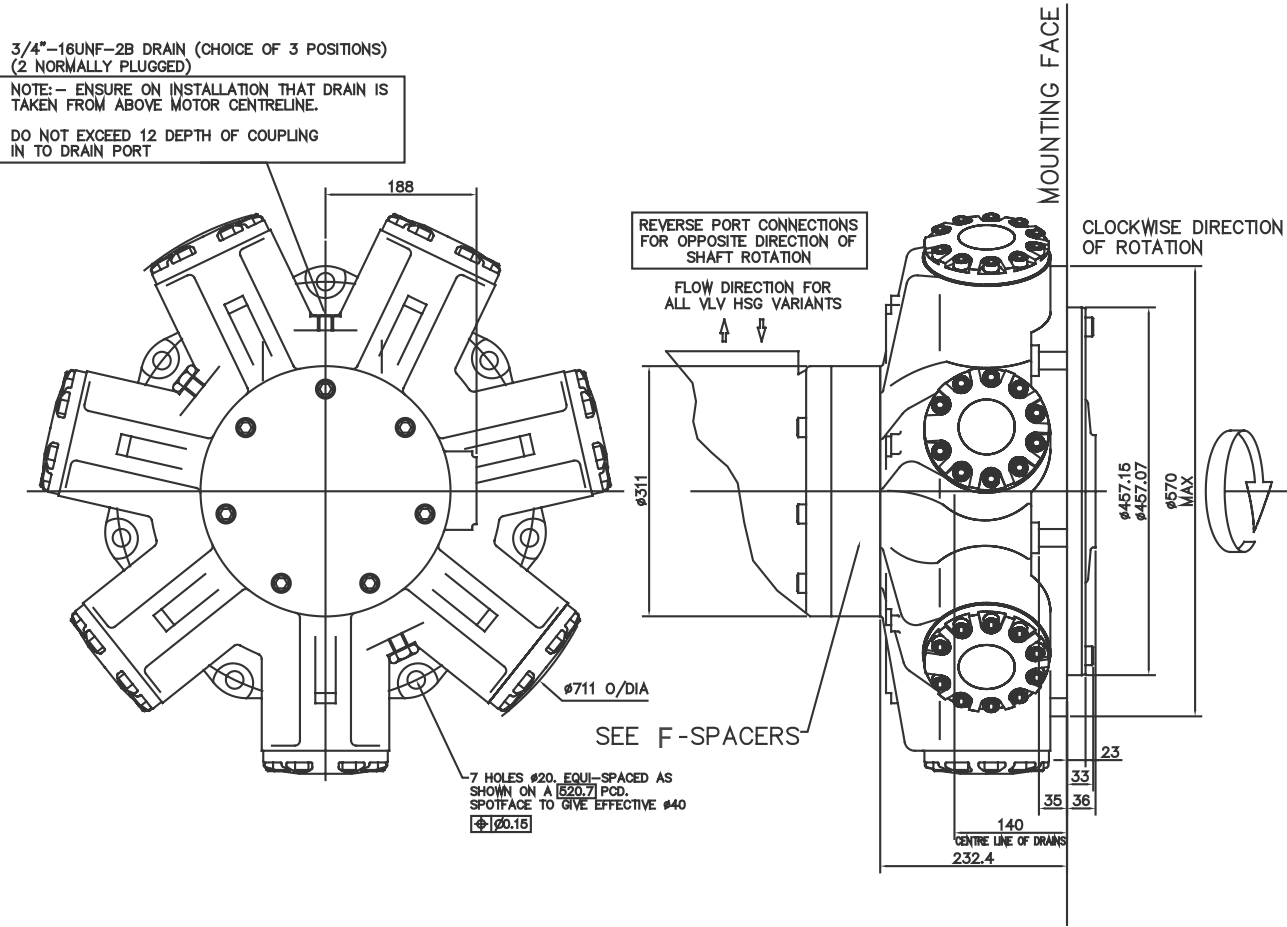 3/4"-16UNF-2B DRAIN (CHOICE OF 3 POSITIONS)
(2 NORMALLY PLUGGED)
NOTE:- ENSURE ON INSTALLATION THAT DRAIN IS
TAKEN FROM ABOVE MOTOR CENTRELINE.
DO NOT EXCEED 12 DEPTH OF COUPLING
IN TO DRAIN PORT
188
ø711 O/DIA
7 HOLES ø20. EQUI-SPACED AS
SHOWN ON A 520.7 PCD.
SPOTFACE TO GIVE EFFECTIVE ø40
⌖ Ø0.15
REVERSE PORT CONNECTIONS
FOR OPPOSITE DIRECTION OF
SHAFT ROTATION
FLOW DIRECTION FOR
ALL VLV HSG VARIANTS
MOUNTING FACE
CLOCKWISE DIRECTION
OF ROTATION
ø311
ø457.15
ø457.07
ø570
MAX
SEE F-SPACERS
23
33
35
36
140
CENTRE LINE OF DRAINS
232.4